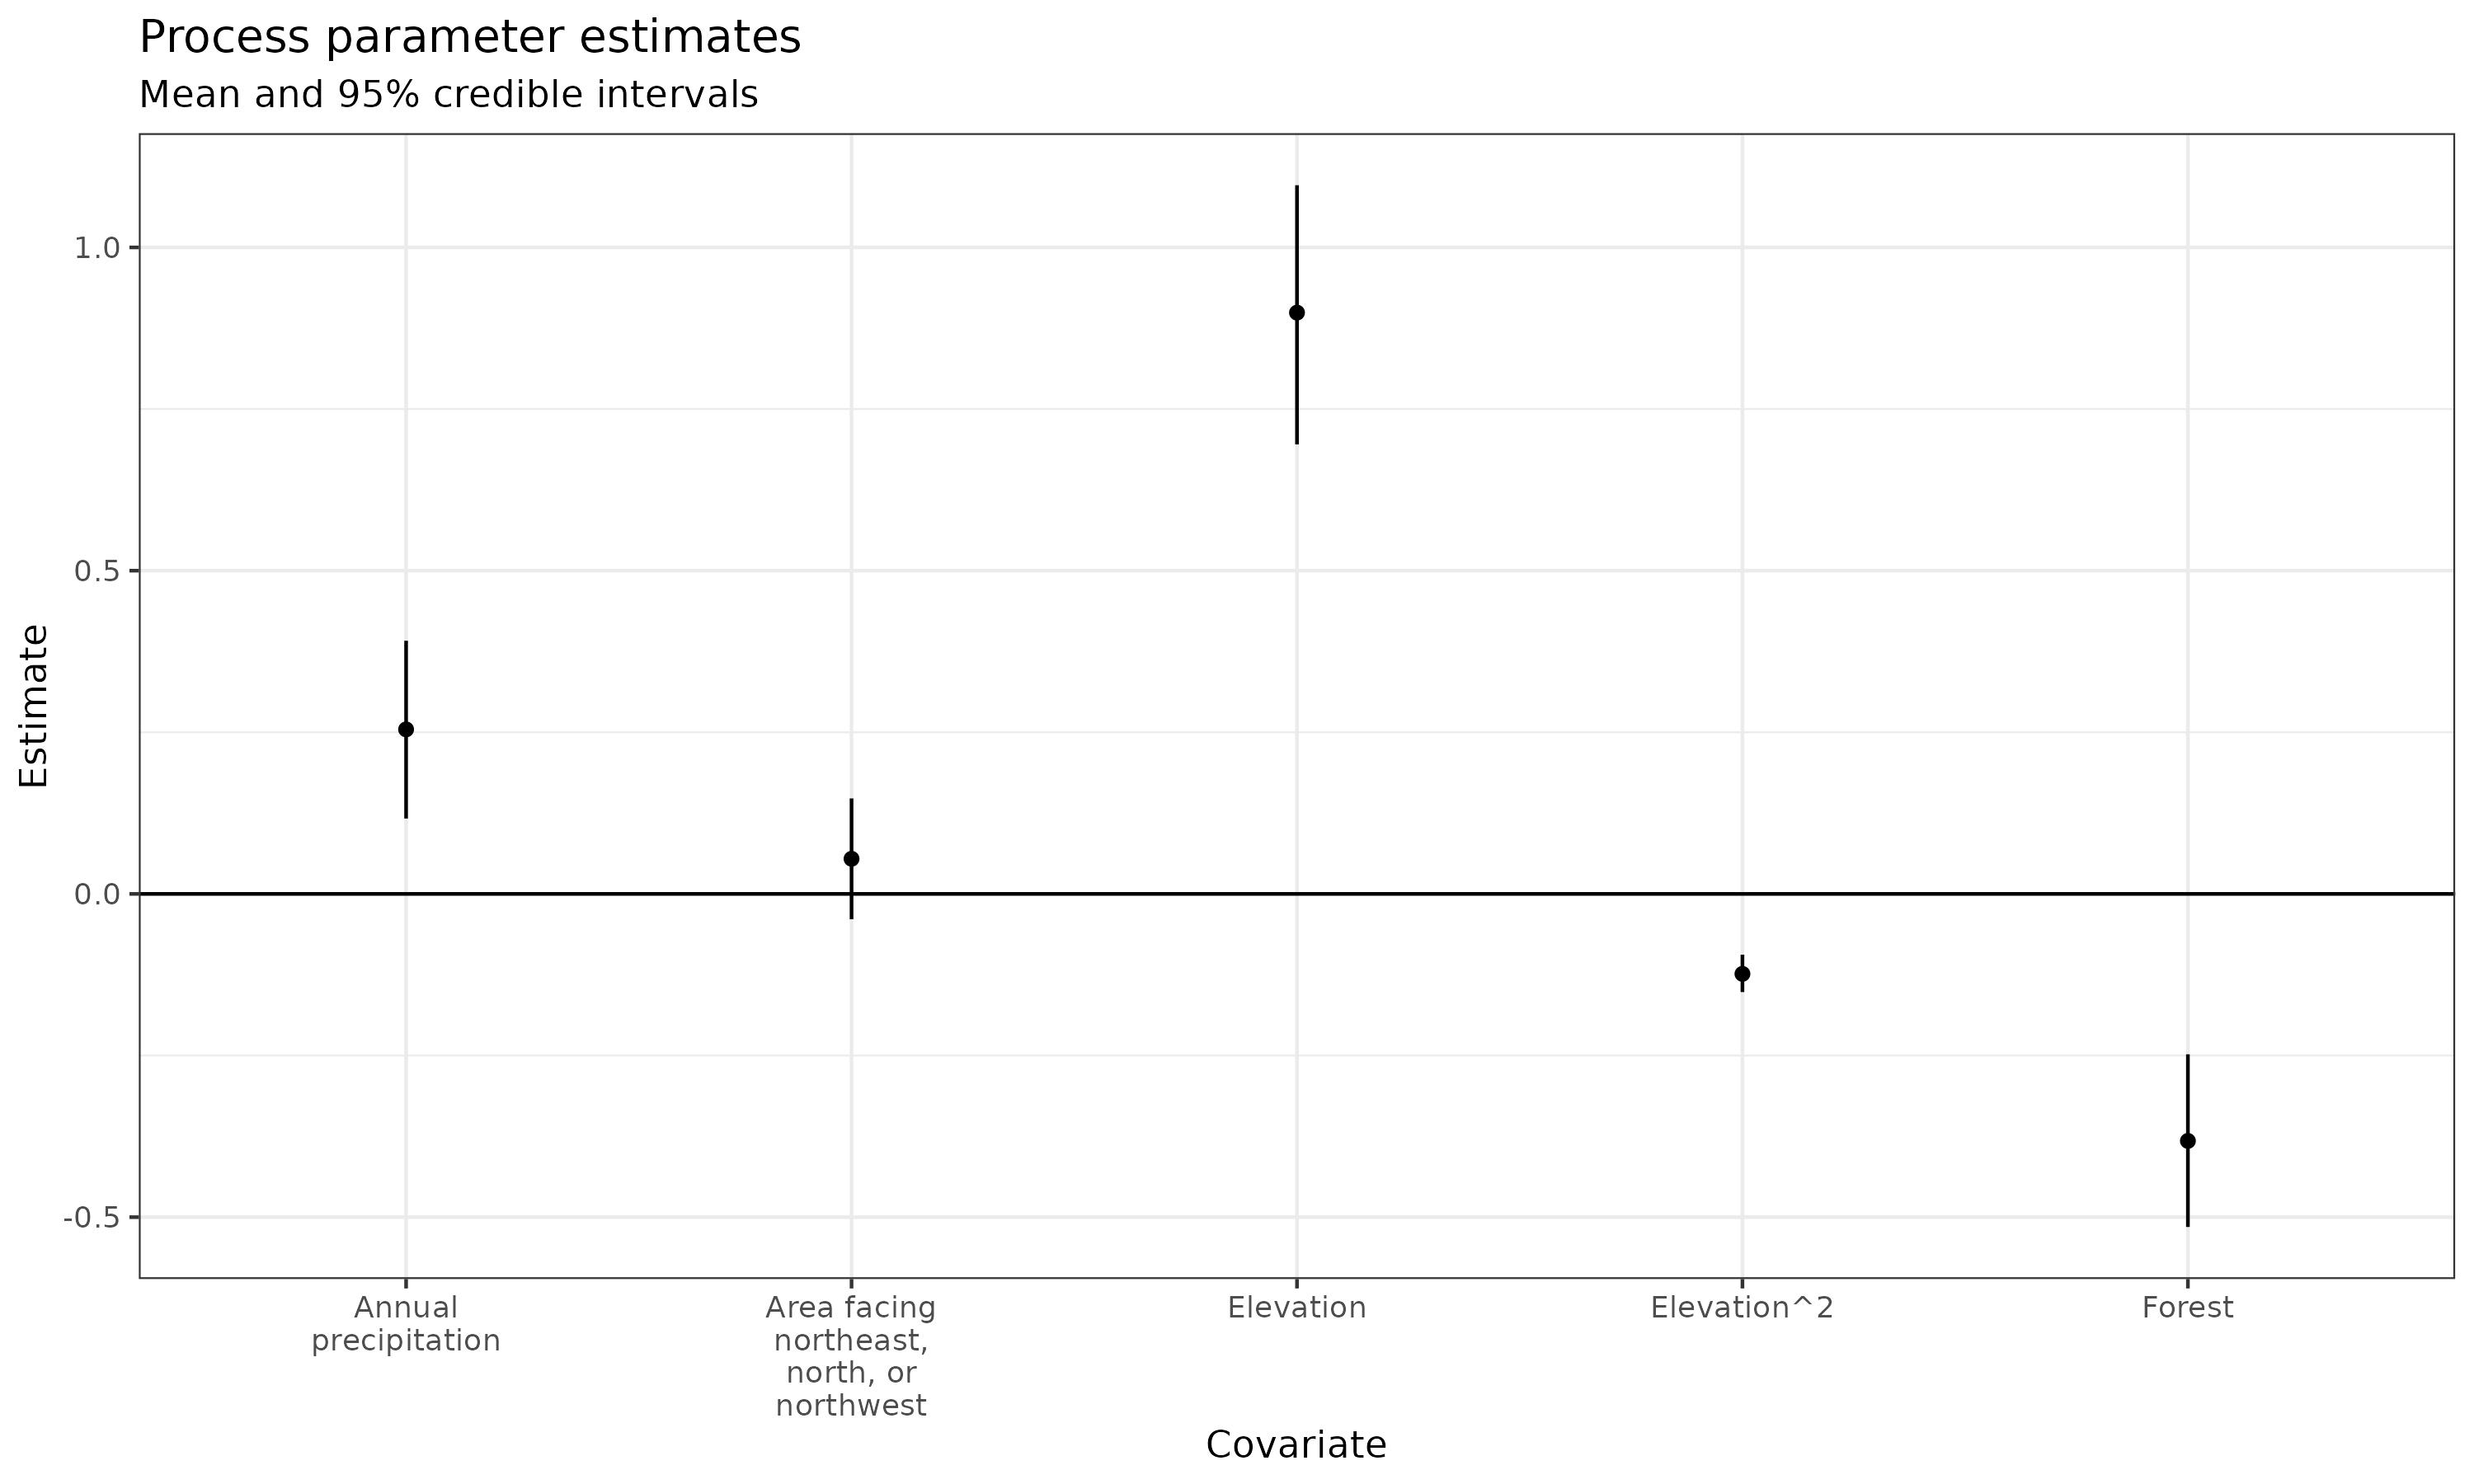 Process parameter estimates
Mean and 95% credible intervals
Estimate
1.0
0.5
0.0
-0.5
Annual
precipitation
Area facing
northeast,
north, or
northwest
Elevation
Elevation^2
Forest
Covariate